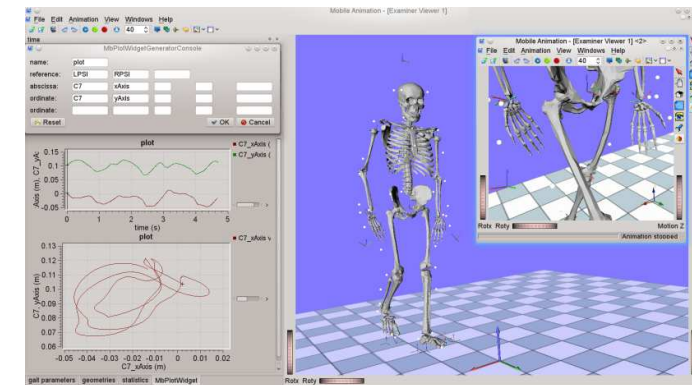 Mobile Animation - [Examiner Viewer 1]
File Edit Animation View Windows Help
40
time
MbPlotWidgetGeneratorConsole
name: plot
reference: LPSI RPSI
abscissa: C7 xAxis
ordinate: C7 yAxis
ordinate:
Reset OK Cancel
plot
Axis (m), C7_yAx
0.15
0.1
0.05
-0.05
0 1 2 3 4 5
time (s)
C7_xAxis (
C7_yAxis (
plot
C7_yAxis (m)
0.13
0.12
0.11
0.1
0.09
0.08
0.07
0.06
-0.05 -0.04 -0.03 -0.02 -0.01 0 0.01 0.02
C7_xAxis (m)
C7_xAxis v
gait parameters geometries statistics MbPlotWidget
Rotx Roty
Mobile Animation - [Examiner Viewer 1] <2>
File Edit Animation View Windows Help
40
Rotx Roty Motion Z
Animation stopped